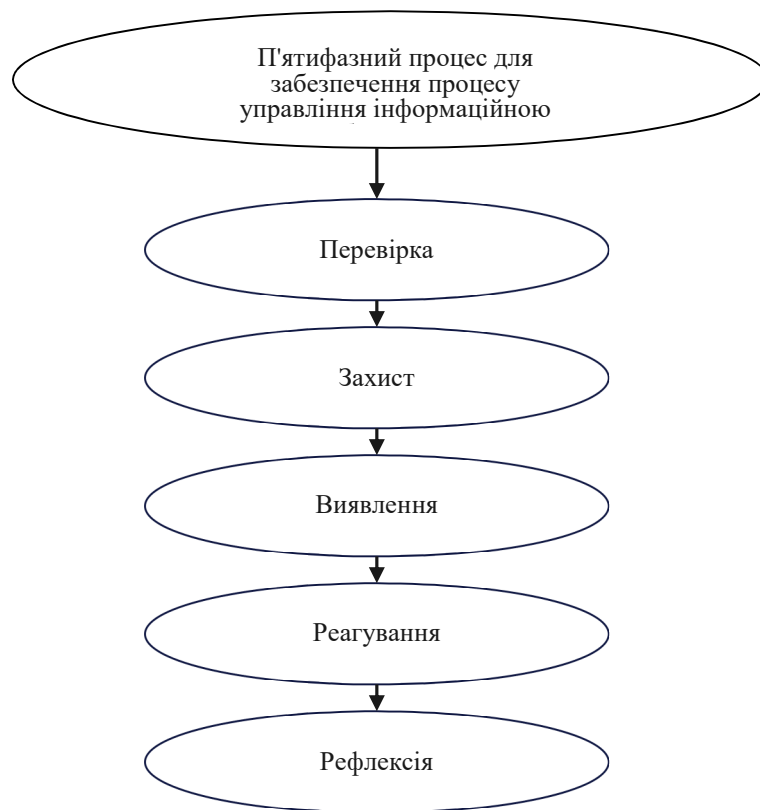 П'ятифазний процес для
забезпечення процесу
управління інформаційною
Перевірка
Захист
Виявлення
Реагування
Рефлексія